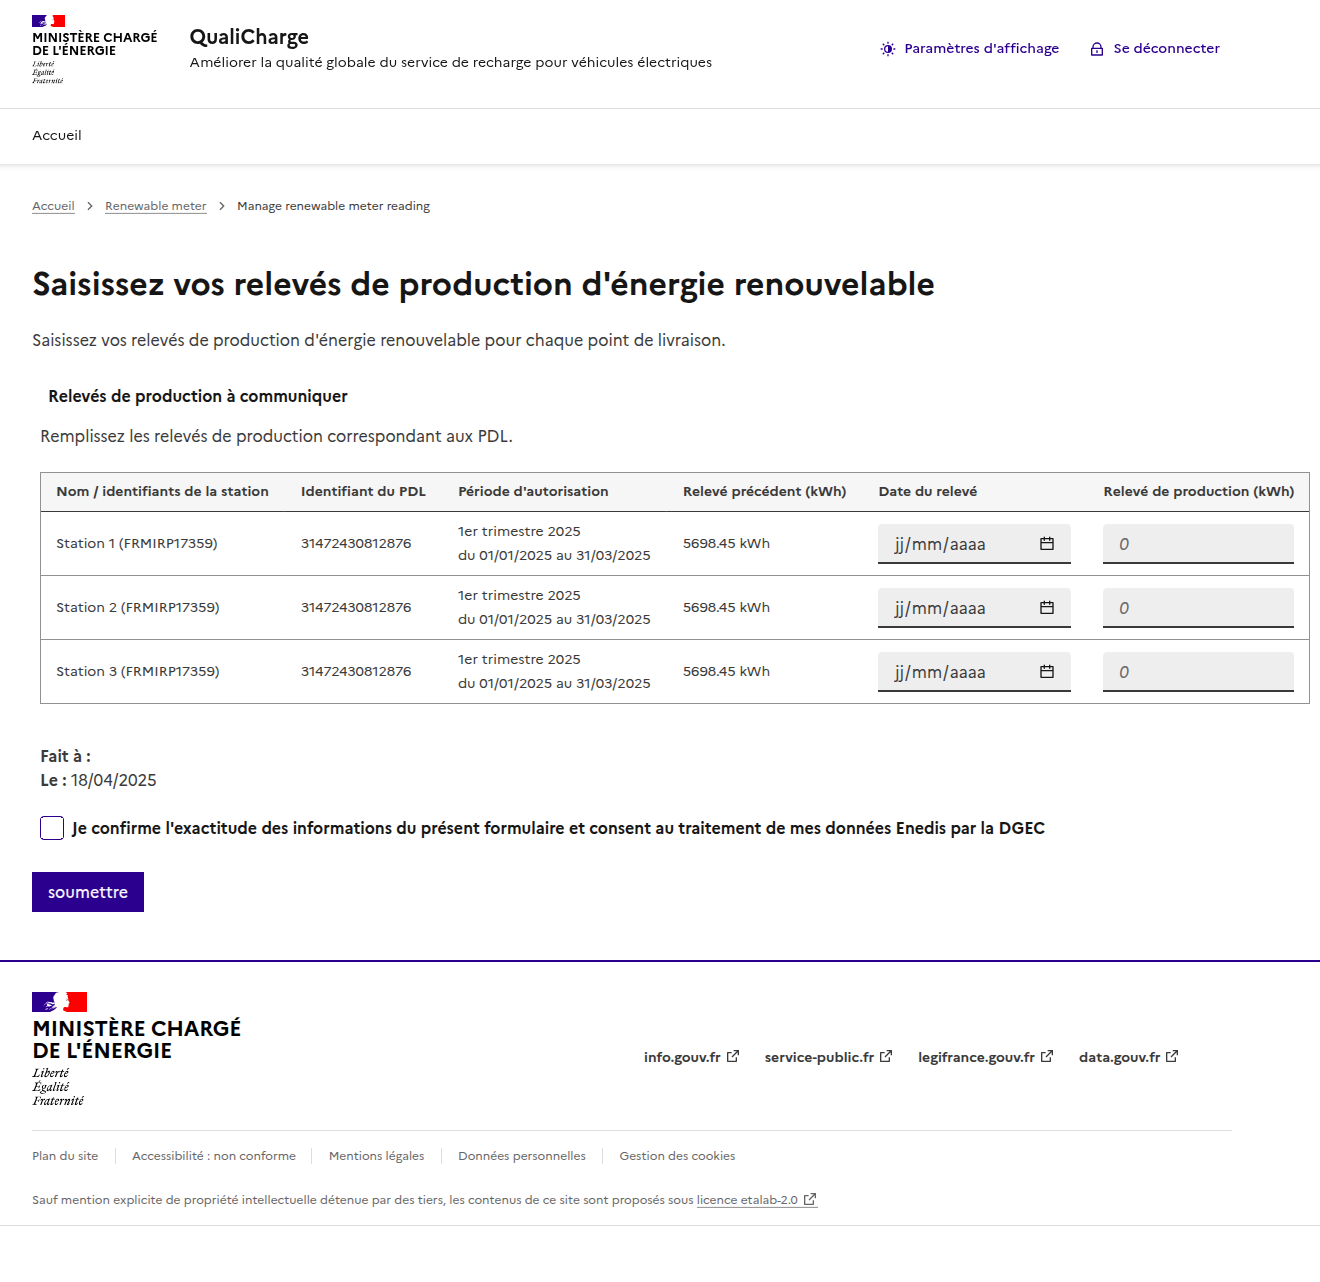 MINISTÈRE CHARGÉ
DE L'ÉNERGIE
Liberté
Égalité
Fraternité
QualiCharge
Améliorer la qualité globale du service de recharge pour véhicules électriques
Paramètres d'affichage
Se déconnecter
Accueil
Accueil > Renewable meter > Manage renewable meter reading
Saisissez vos relevés de production d'énergie renouvelable
Saisissez vos relevés de production d'énergie renouvelable pour chaque point de livraison.
Relevés de production à communiquer
Remplissez les relevés de production correspondant aux PDL.
Nom / identifiants de la station Identifiant du PDL Période d'autorisation Relevé précédent (kWh) Date du relevé Relevé de production (kWh)
Station 1 (FRMIRP17359) 31472430812876 1er trimestre 2025 5698.45 kWh jj/mm/aaaa 0
du 01/01/2025 au 31/03/2025
Station 2 (FRMIRP17359) 31472430812876 1er trimestre 2025 5698.45 kWh jj/mm/aaaa 0
du 01/01/2025 au 31/03/2025
Station 3 (FRMIRP17359) 31472430812876 1er trimestre 2025 5698.45 kWh jj/mm/aaaa 0
du 01/01/2025 au 31/03/2025
Fait à :
Le : 18/04/2025
Je confirme l'exactitude des informations du présent formulaire et consent au traitement de mes données Enedis par la DGEC
soumettre
MINISTÈRE CHARGÉ
DE L'ÉNERGIE
Liberté
Égalité
Fraternité
info.gouv.fr service-public.fr legifrance.gouv.fr data.gouv.fr
Plan du site Accessibilité : non conforme Mentions légales Données personnelles Gestion des cookies
Sauf mention explicite de propriété intellectuelle détenue par des tiers, les contenus de ce site sont proposés sous licence etalab-2.0